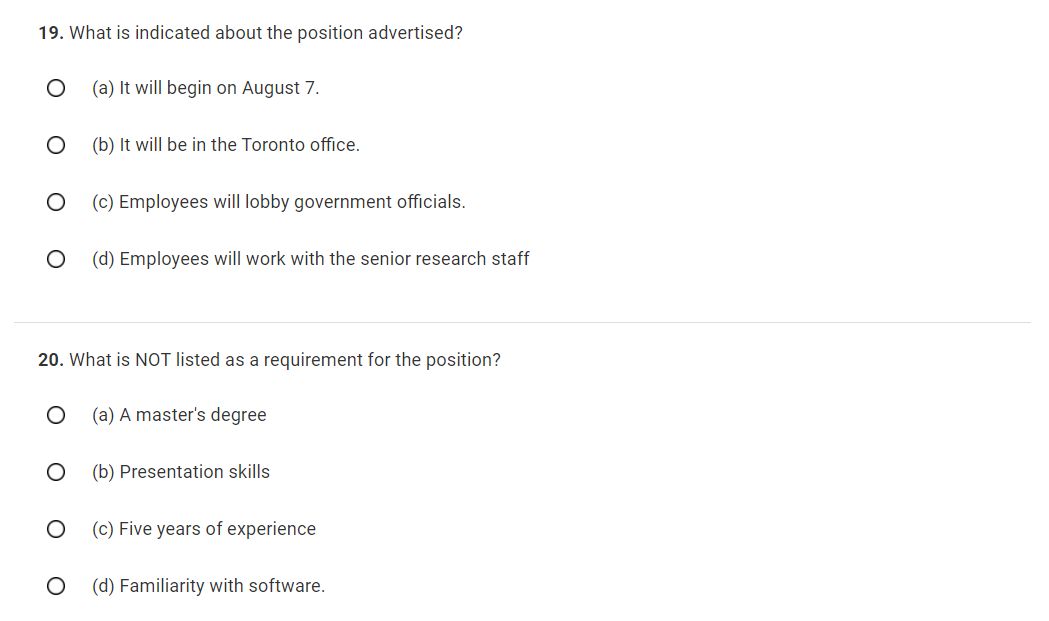 19. What is indicated about the position advertised?
(a) It will begin on August 7.
(b) It will be in the Toronto office.
(c) Employees will lobby government officials.
(d) Employees will work with the senior research staff
20. What is NOT listed as a requirement for the position?
(a) A master's degree
(b) Presentation skills
(c) Five years of experience
(d) Familiarity with software.